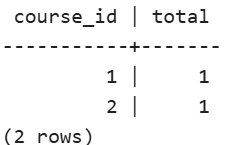 course_id | total
-----------+-------
         1 |     1
         2 |     1
(2 rows)